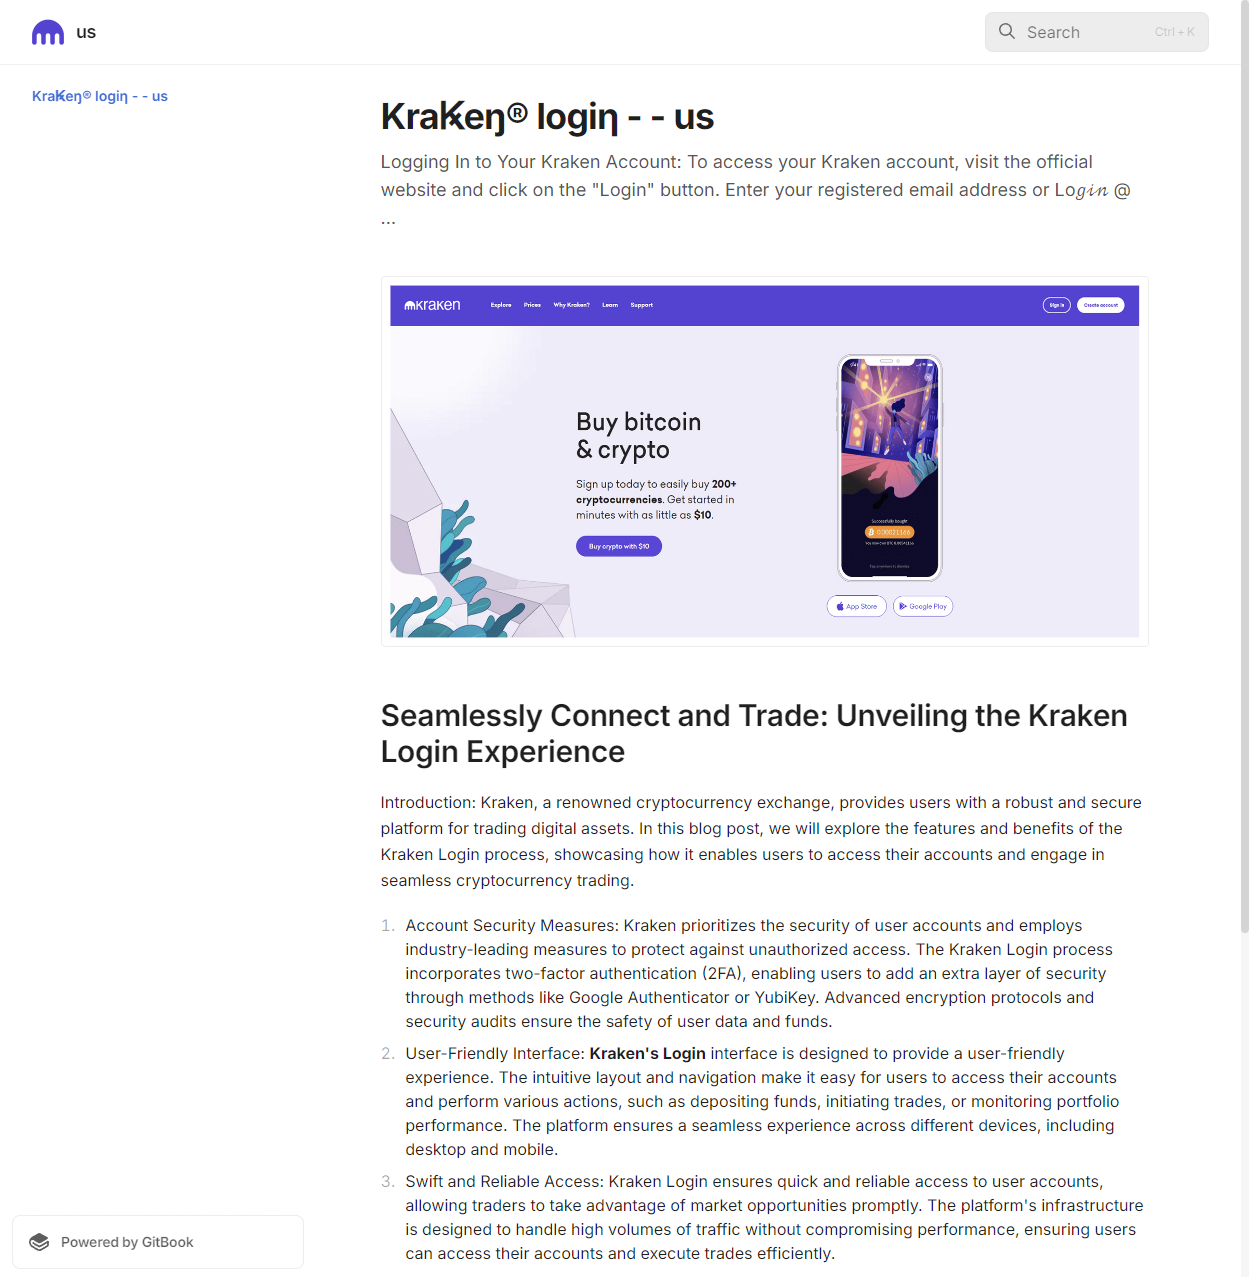 us
Search
Ctrl + K
KraꓘEeŋ® logiƞ - - us
KraƘeŋ® logiƞ - - us
Logging In to Your Kraken Account: To access your Kraken account, visit the official
website and click on the "Login" button. Enter your registered email address or Lo𝓰𝓲𝓷 @
...
kraken
Explore
Prices
Why Kraken?
Learn
Support
Sign in
Create account
Buy bitcoin
& crypto
Sign up today to easily buy 200+
cryptocurrencies. Get started in
minutes with as little as $10.
Buy crypto with $10
Successfully bought
0.00021166
App Store
Google Play
Seamlessly Connect and Trade: Unveiling the Kraken
Login Experience
Introduction: Kraken, a renowned cryptocurrency exchange, provides users with a robust and secure
platform for trading digital assets. In this blog post, we will explore the features and benefits of the
Kraken Login process, showcasing how it enables users to access their accounts and engage in
seamless cryptocurrency trading.
1. Account Security Measures: Kraken prioritizes the security of user accounts and employs
industry-leading measures to protect against unauthorized access. The Kraken Login process
incorporates two-factor authentication (2FA), enabling users to add an extra layer of security
through methods like Google Authenticator or YubiKey. Advanced encryption protocols and
security audits ensure the safety of user data and funds.
2. User-Friendly Interface: Kraken's Login interface is designed to provide a user-friendly
experience. The intuitive layout and navigation make it easy for users to access their accounts
and perform various actions, such as depositing funds, initiating trades, or monitoring portfolio
performance. The platform ensures a seamless experience across different devices, including
desktop and mobile.
3. Swift and Reliable Access: Kraken Login ensures quick and reliable access to user accounts,
allowing traders to take advantage of market opportunities promptly. The platform's infrastructure
is designed to handle high volumes of traffic without compromising performance, ensuring users
can access their accounts and execute trades efficiently.
Powered by GitBook